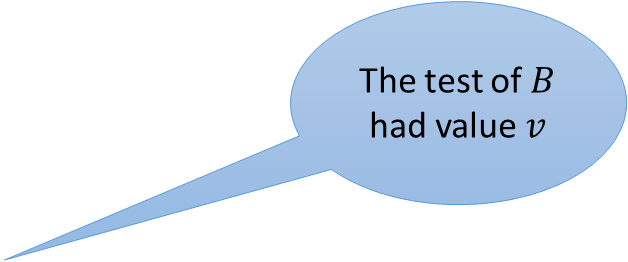 The test of 𝐵
had value 𝑣